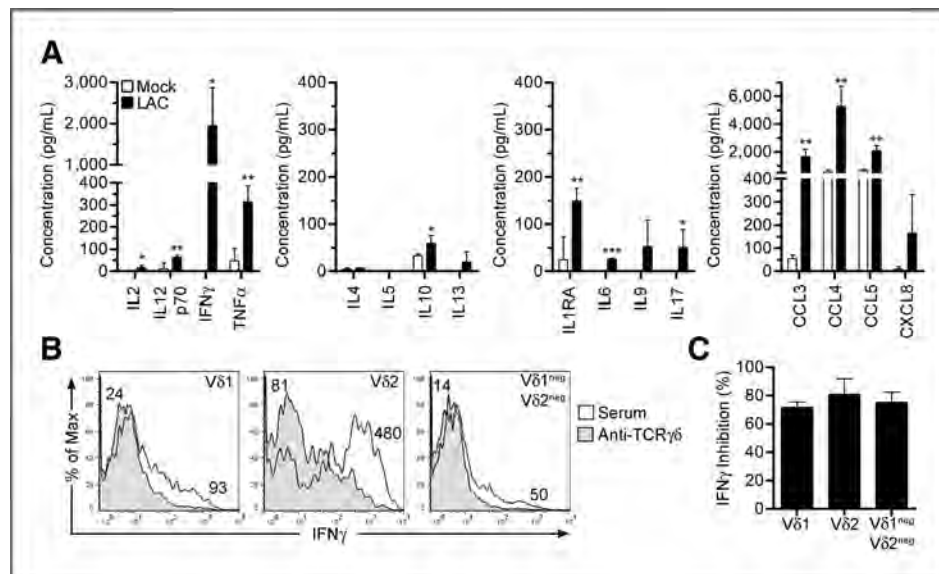 A
Mock
LAC
Concentration (pg/mL)
3,000
2,000
1,000
400
300
200
100
0
*
**
*
**
IL2
IL12
p70
IFNγ
TNFα
Concentration (pg/mL)
400
300
200
100
0
*
IL4
IL5
IL10
IL13
Concentration (pg/mL)
400
300
200
100
0
**
***
*
IL1RA
IL6
IL9
IL17
Concentration (pg/mL)
6,000
4,000
2,000
400
300
200
100
0
**
**
**
CCL3
CCL4
CCL5
CXCL8
B
% of Max
24
Vδ1
93
81
Vδ2
480
14
Vδ1neg
Vδ2neg
50
IFNγ
Serum
Anti-TCRγδ
C
IFNγ Inhibition (%)
100
80
60
40
20
0
Vδ1
Vδ2
Vδ1neg
Vδ2neg